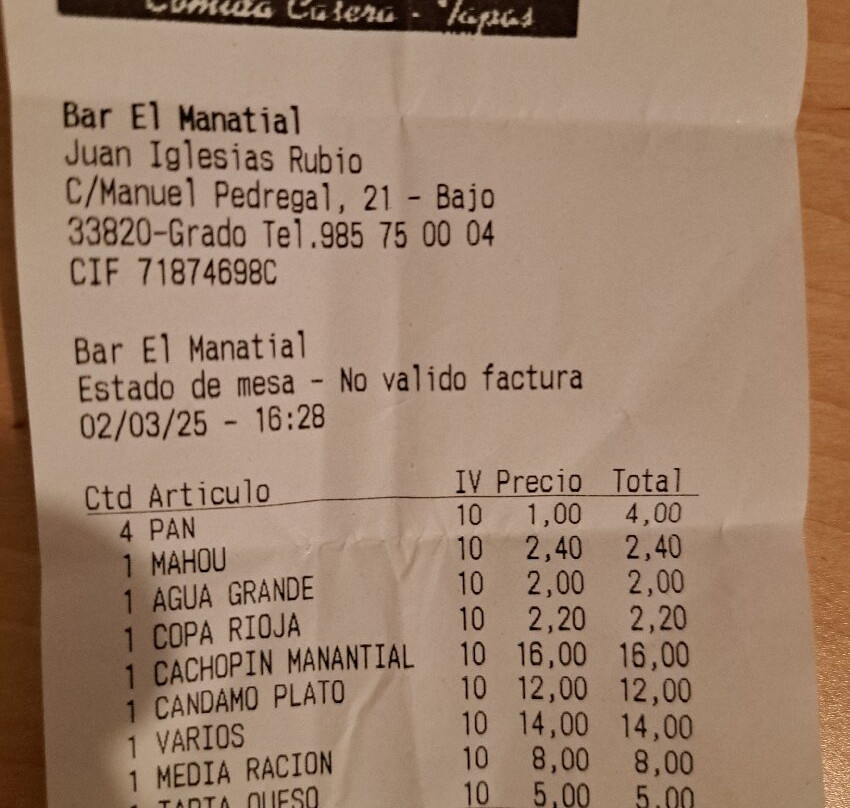 Comida Casera - Tapas
Bar El Manatial
Juan Iglesias Rubio
C/Manuel Pedregal, 21 - Bajo
33820-Grado Tel.985 75 00 04
CIF 71874698C
Bar El Manatial
Estado de mesa - No valido factura
02/03/25 - 16:28
Ctd Articulo IV Precio Total
4 PAN 10 1,00 4,00
1 MAHOU 10 2,40 2,40
1 AGUA GRANDE 10 2,00 2,00
1 COPA RIOJA 10 2,20 2,20
1 CACHOPIN MANANTIAL 10 16,00 16,00
1 CANDAMO PLATO 10 12,00 12,00
1 VARIOS 10 14,00 14,00
1 MEDIA RACION 10 8,00 8,00
1 TARTA QUESO 10 5,00 5,00